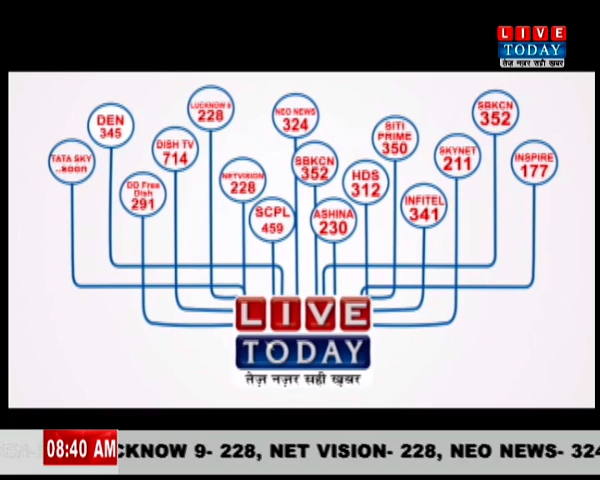 LIVE
TODAY
तेज़ नज़र सही ख़बर
TATA SKY
..soon
DEN
345
DD Free
Dish
291
DISH TV
714
LUCKNOW 9
228
NETVISION
228
SCPL
459
NEO NEWS
324
SBKCN
352
ASHINA
230
HDS
312
SITI
PRIME
350
INFITEL
341
SKYNET
211
SBKCN
352
INSPIRE
177
LIVE
TODAY
तेज़ नज़र सही ख़बर
08:40 AM CKNOW 9- 228, NET VISION- 228, NEO NEWS- 324